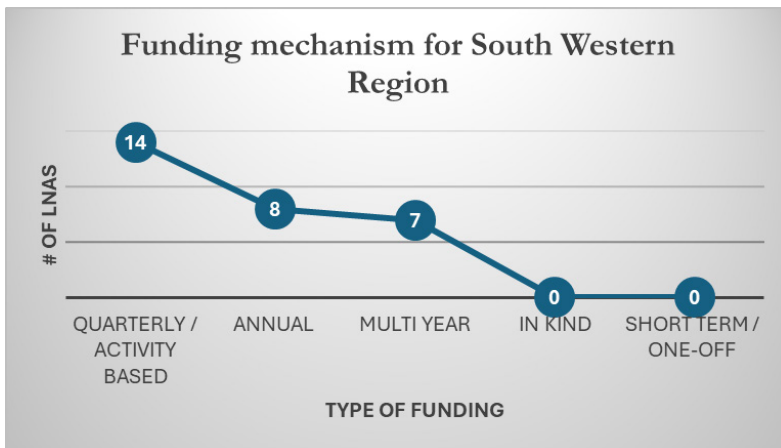 Funding mechanism for South Western
Region
# OF LNAS
14
8
7
0
0
QUARTERLY /
ACTIVITY
BASED
ANNUAL
MULTI YEAR
IN KIND
SHORT TERM /
ONE-OFF
TYPE OF FUNDING